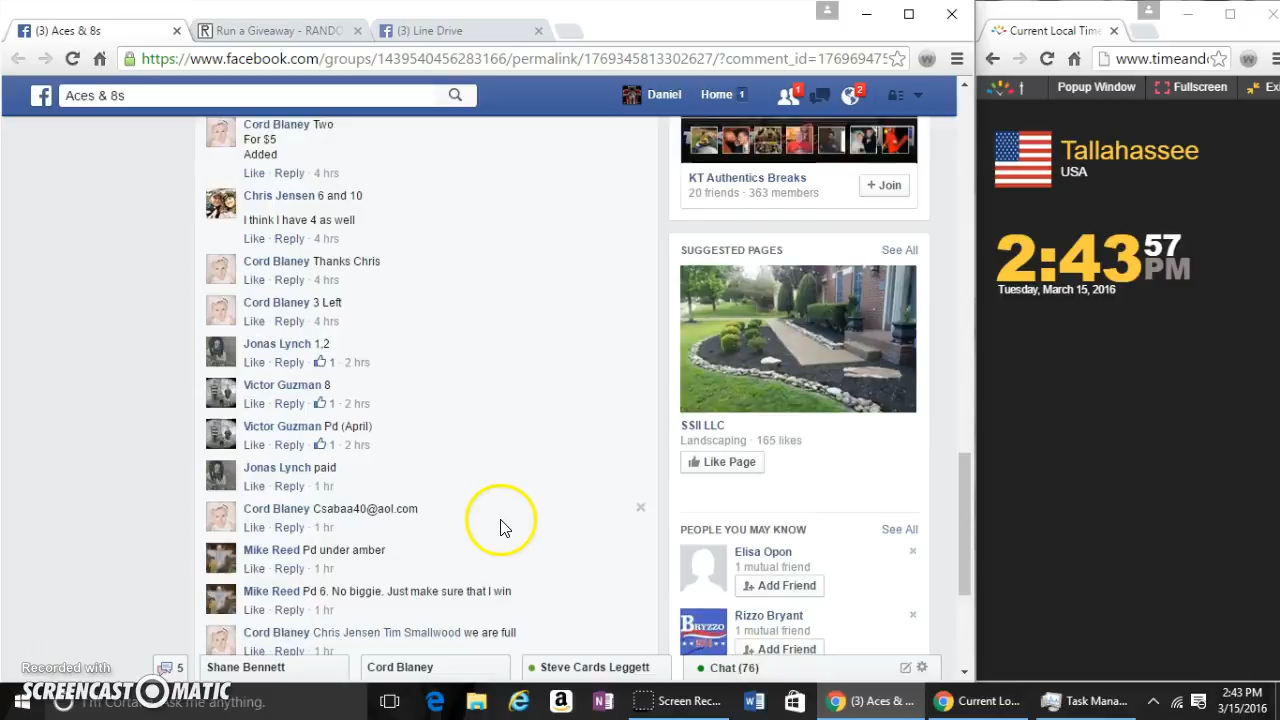 (3) Aces & 8s
Run a Giveaway - RANDO
(3) Line Drive
Current Local Time
https://www.facebook.com/groups/1439540456283166/permalink/1769345813302627/?comment_id=17696947
www.timeand
Aces & 8s
Daniel
Home 1
1
2
Popup Window
Fullscreen
Ex
Cord Blaney Two
For $5
Added
Like · Reply · 4 hrs
Chris Jensen 6 and 10
I think I have 4 as well
Like · Reply · 4 hrs
Cord Blaney Thanks Chris
Like · Reply · 4 hrs
Cord Blaney 3 Left
Like · Reply · 4 hrs
Jonas Lynch 1,2
Like · Reply · 1 · 2 hrs
Victor Guzman 8
Like · Reply · 1 · 2 hrs
Victor Guzman Pd (April)
Like · Reply · 1 · 2 hrs
Jonas Lynch paid
Like · Reply · 1 hr
Cord Blaney Csabaa40@aol.com
Like · Reply · 1 hr
Mike Reed Pd under amber
Like · Reply · 1 hr
Mike Reed Pd 6. No biggie. Just make sure that I win
Like · Reply · 1 hr
Cord Blaney Chris Jensen Tim Smallwood we are full
Like · Reply · 1 hr
KT Authentics Breaks
20 friends · 363 members
+ Join
SUGGESTED PAGES
See All
SSII LLC
Landscaping · 165 likes
Like Page
PEOPLE YOU MAY KNOW
See All
Elisa Opon
1 mutual friend
Add Friend
BRYZZO
Rizzo Bryant
1 mutual friend
Add Friend
Tallahassee
USA
2:43 57
PM
Tuesday, March 15, 2016
5
Shane Bennett
Cord Blaney
Steve Cards Leggett
Chat (76)
Recorded with
SCREENCAST MATIC
I'm Cortana. Ask me anything.
Screen Rec...
(3) Aces & ...
Current Lo...
Task Mana...
2:43 PM
3/15/2016